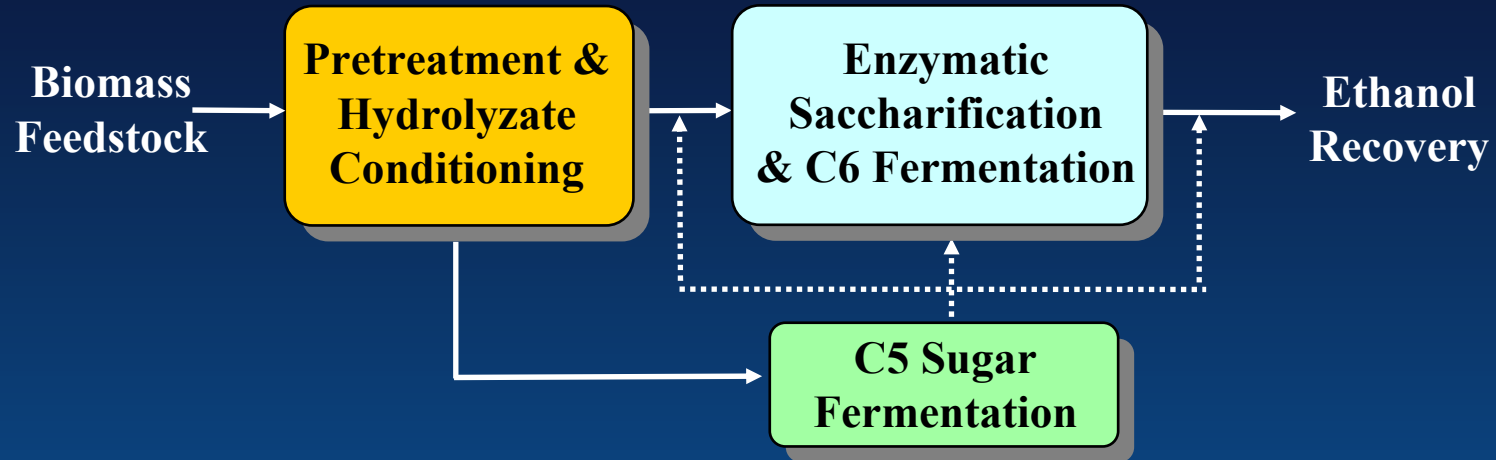 Biomass
Feedstock
Pretreatment &
Hydrolyzate
Conditioning
Enzymatic
Saccharification
& C6 Fermentation
Ethanol
Recovery
C5 Sugar
Fermentation